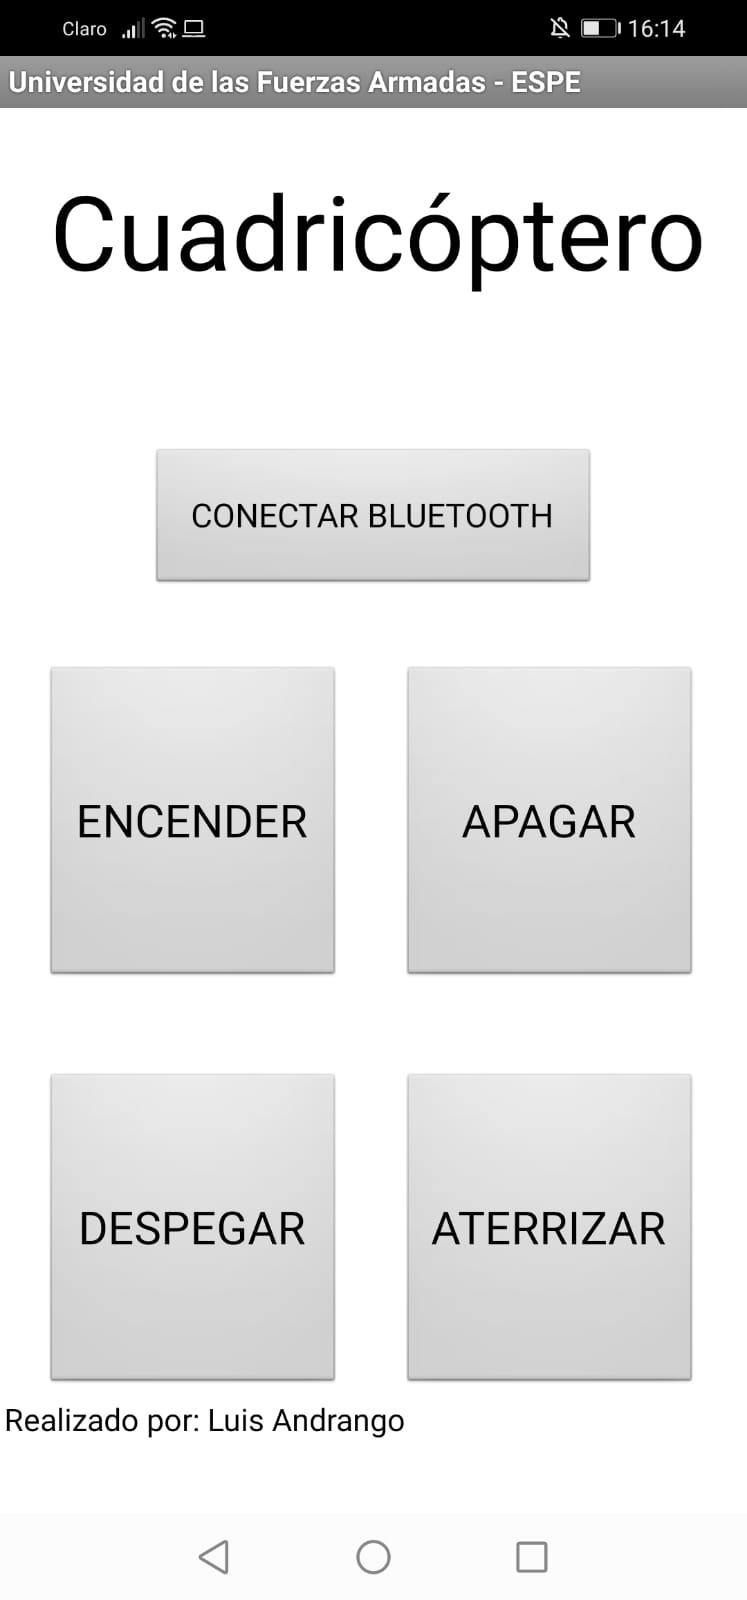 Claro 16:14
Universidad de las Fuerzas Armadas - ESPE
Cuadricóptero
CONECTAR BLUETOOTH
ENCENDER APAGAR
DESPEGAR ATERRIZAR
Realizado por: Luis Andrango